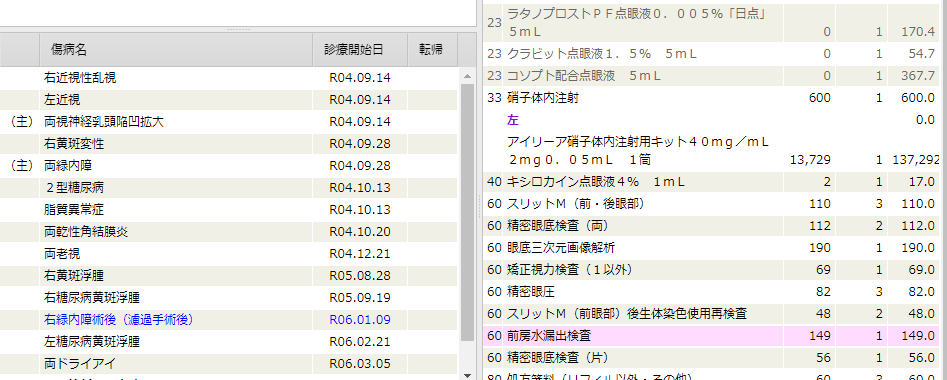 傷病名 診療開始日 転帰
右近視性乱視 R04.09.14
左近視 R04.09.14
（主） 両視神経乳頭陥凹拡大 R04.09.14
右黄斑変性 R04.09.28
（主） 両緑内障 R04.09.28
２型糖尿病 R04.10.13
脂質異常症 R04.10.13
両乾性角結膜炎 R04.10.20
両老視 R04.12.21
右黄斑浮腫 R05.08.28
右糖尿病黄斑浮腫 R05.09.19
右緑内障術後（濾過手術後） R06.01.09
左糖尿病黄斑浮腫 R06.02.21
両ドライアイ R06.03.05
23 ラタノプロストＰＦ点眼液０．００５％「日点」
５ｍＬ 0 1 170.4
23 クラビット点眼液１．５％　５ｍＬ 0 1 54.7
23 コソプト配合点眼液　５ｍＬ 0 1 367.7
33 硝子体内注射 600 1 600.0
左 0.0
アイリーア硝子体内注射用キット４０ｍｇ／ｍＬ
２ｍｇ０．０５ｍＬ　１筒 13,729 1 137,292
40 キシロカイン点眼液４％　１ｍＬ 2 1 17.0
60 スリットＭ（前・後眼部） 110 3 110.0
60 精密眼底検査（両） 112 2 112.0
60 眼底三次元画像解析 190 1 190.0
60 矯正視力検査（１以外） 69 1 69.0
60 精密眼圧 82 3 82.0
60 スリットＭ（前眼部）後生体染色使用再検査 48 2 48.0
60 前房水漏出検査 149 1 149.0
60 精密眼底検査（片） 56 1 56.0
80 処方箋料（リフィル以外・その他） 60 3 60.0